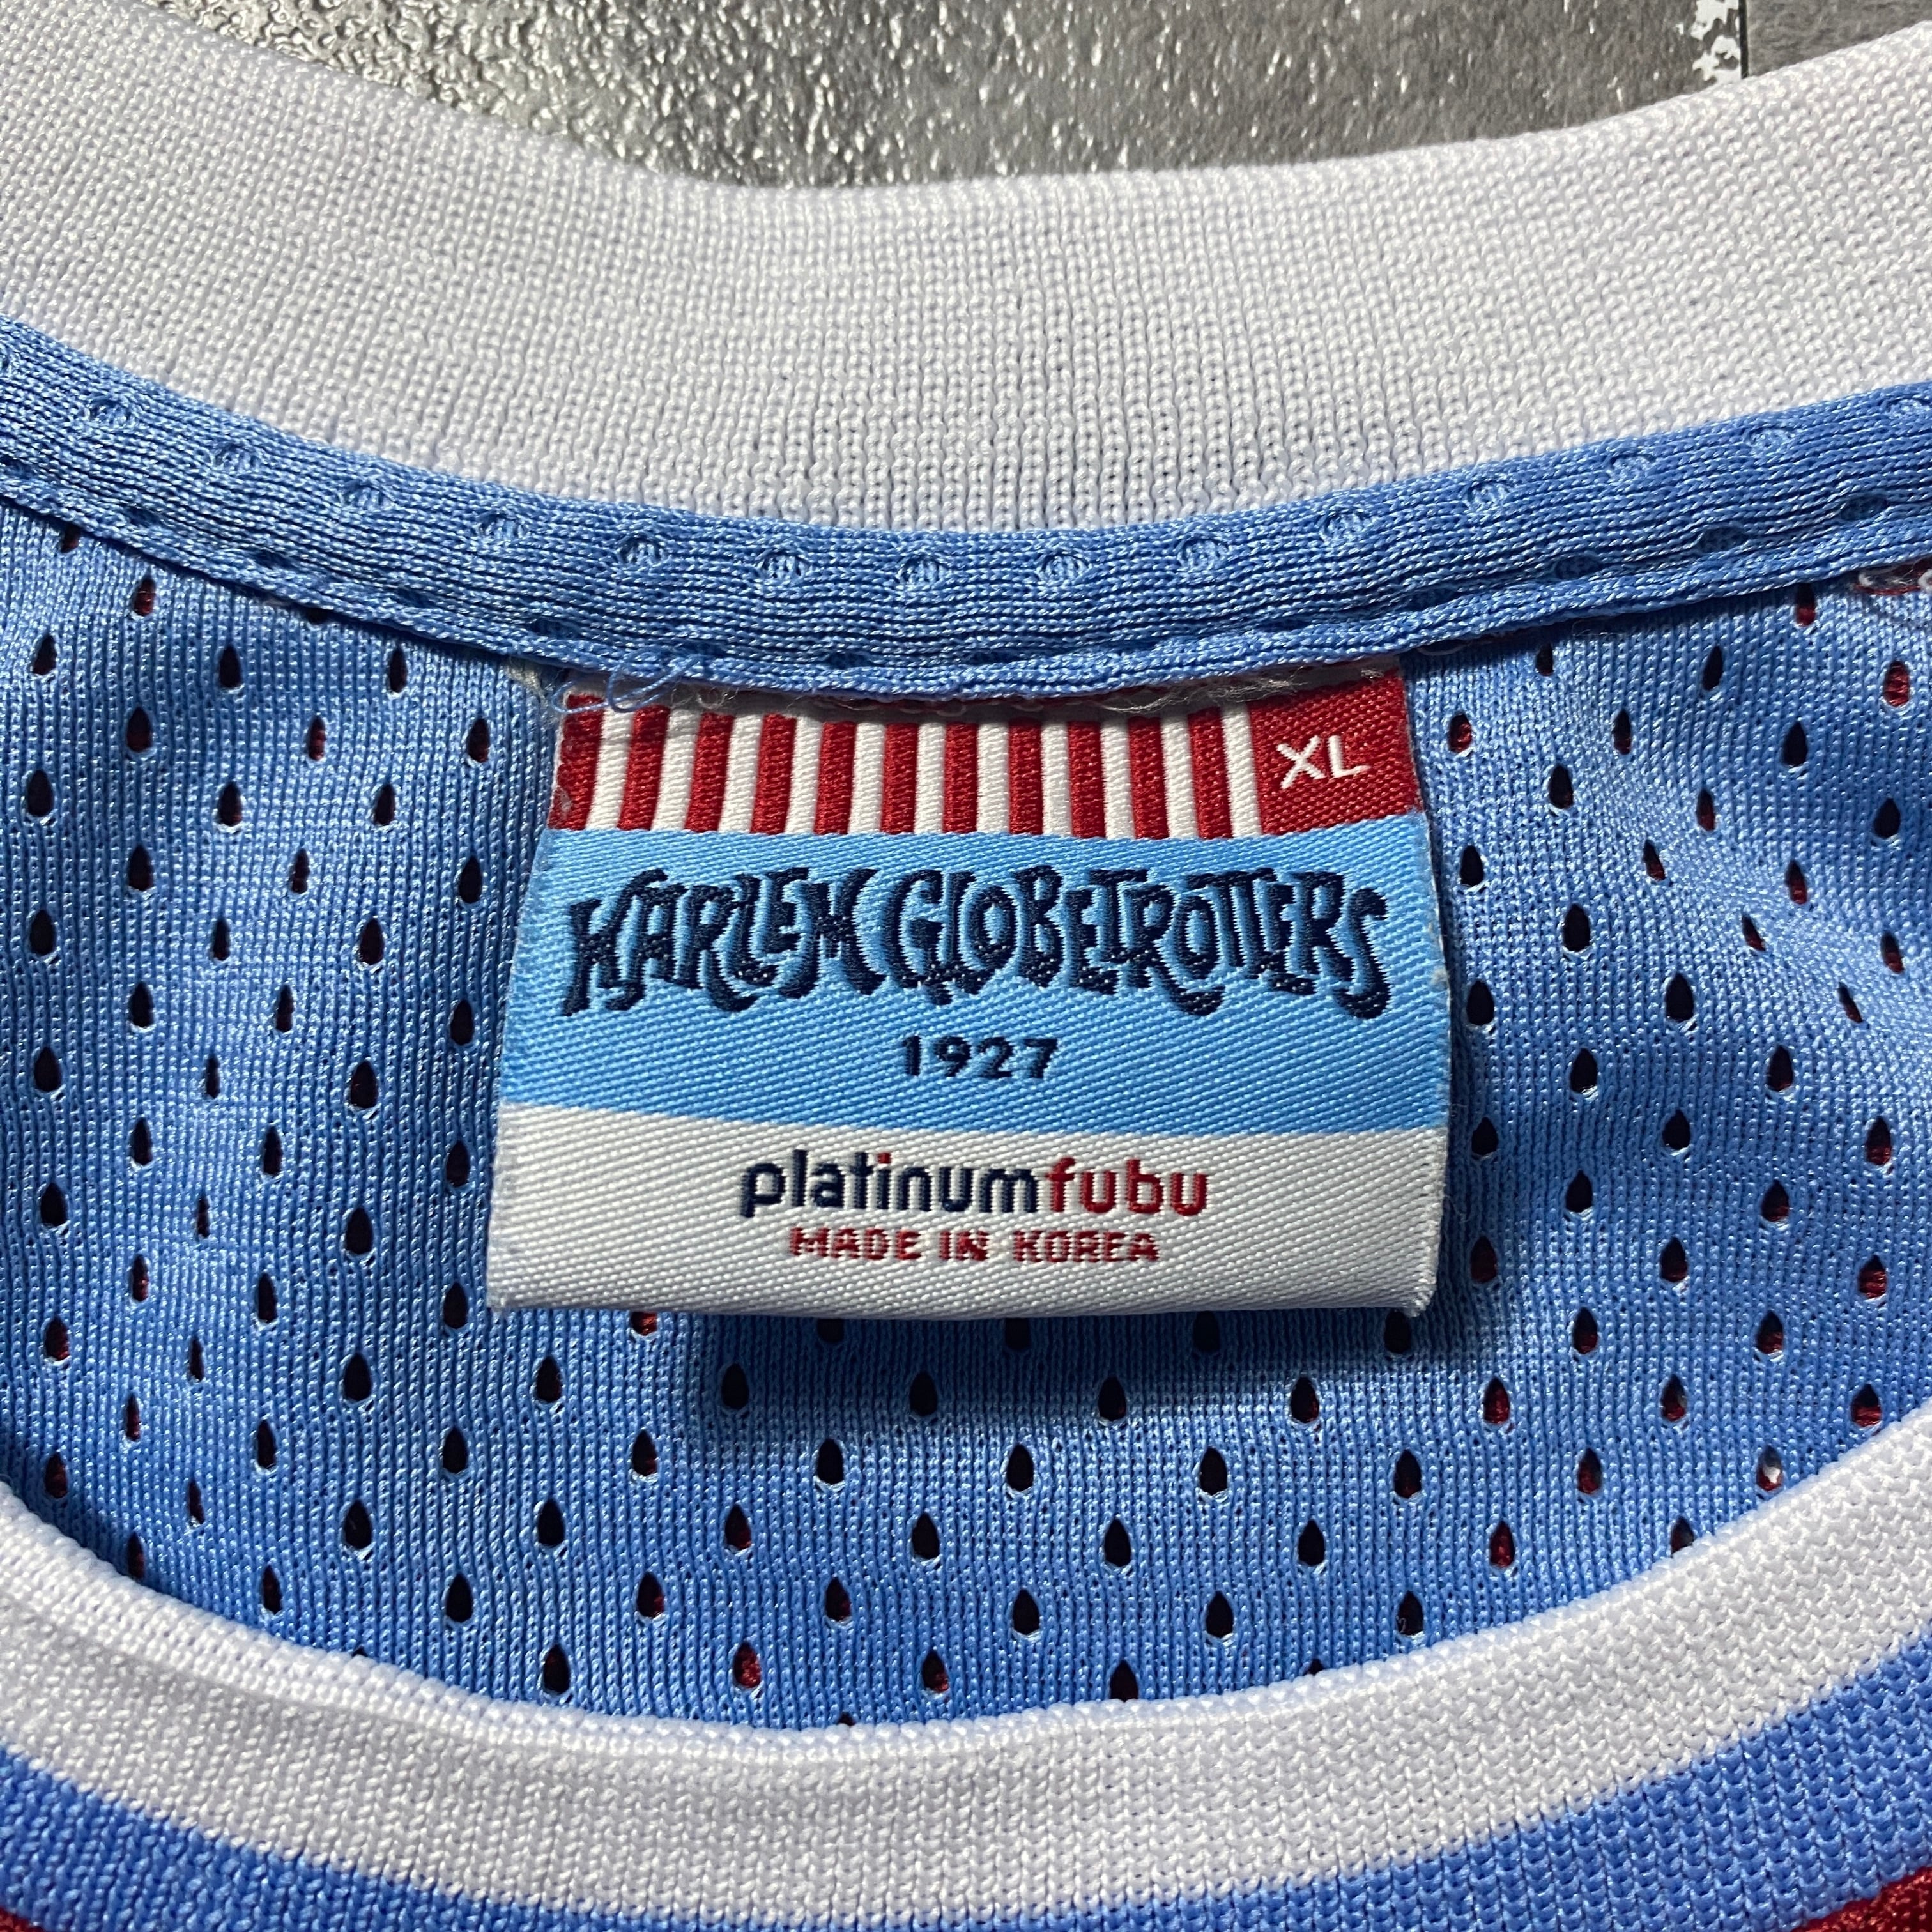 XL
HARLEM GLOBETROTTERS
1927
platinumfubu
MADE IN KOREA